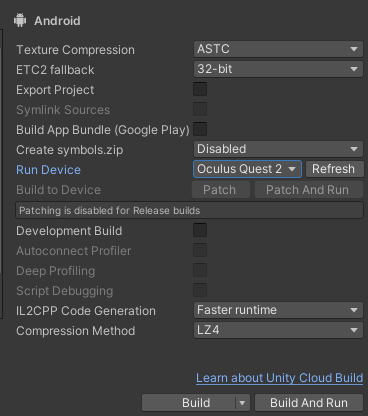 Android
Texture Compression ASTC
ETC2 fallback 32-bit
Export Project
Symlink Sources
Build App Bundle (Google Play)
Create symbols.zip Disabled
Run Device Oculus Quest 2 Refresh
Build to Device Patch Patch And Run
Patching is disabled for Release builds
Development Build
Autoconnect Profiler
Deep Profiling
Script Debugging
IL2CPP Code Generation Faster runtime
Compression Method LZ4
Learn about Unity Cloud Build
Build Build And Run